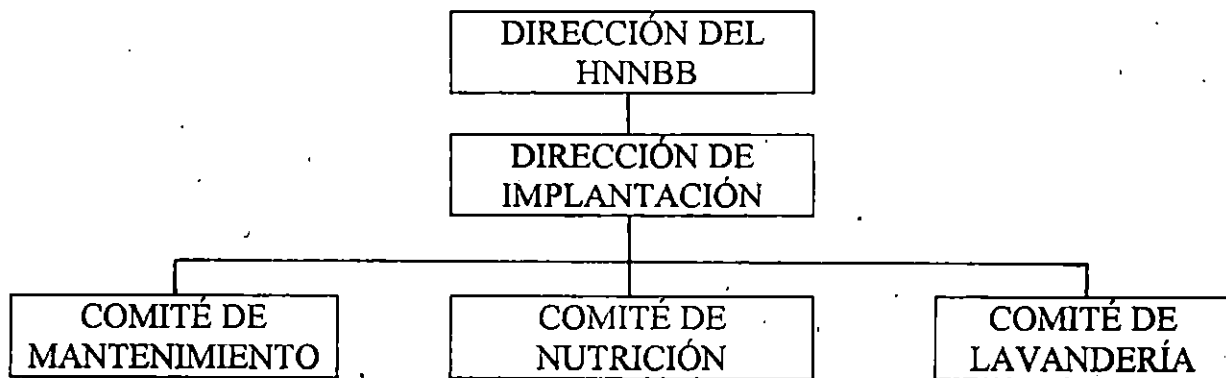 DIRECCIÓN DEL
HNNBB
DIRECCIÓN DE
IMPLANTACIÓN
COMITÉ DE
MANTENIMIENTO
COMITÉ DE
NUTRICIÓN
COMITÉ DE
LAVANDERÍA